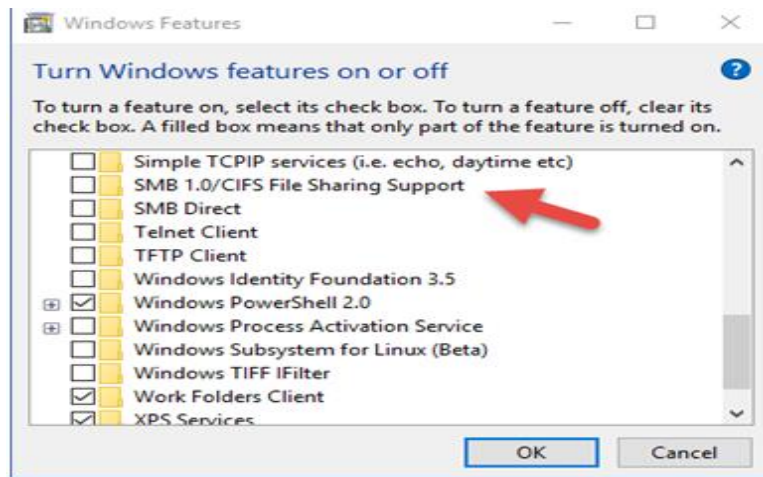 Windows Features
Turn Windows features on or off
?
To turn a feature on, select its check box. To turn a feature off, clear its
check box. A filled box means that only part of the feature is turned on.
Simple TCPIP services (i.e. echo, daytime etc)
SMB 1.0/CIFS File Sharing Support
SMB Direct
Telnet Client
TFTP Client
Windows Identity Foundation 3.5
Windows PowerShell 2.0
Windows Process Activation Service
Windows Subsystem for Linux (Beta)
Windows TIFF IFilter
Work Folders Client
XPS Services
OK
Cancel